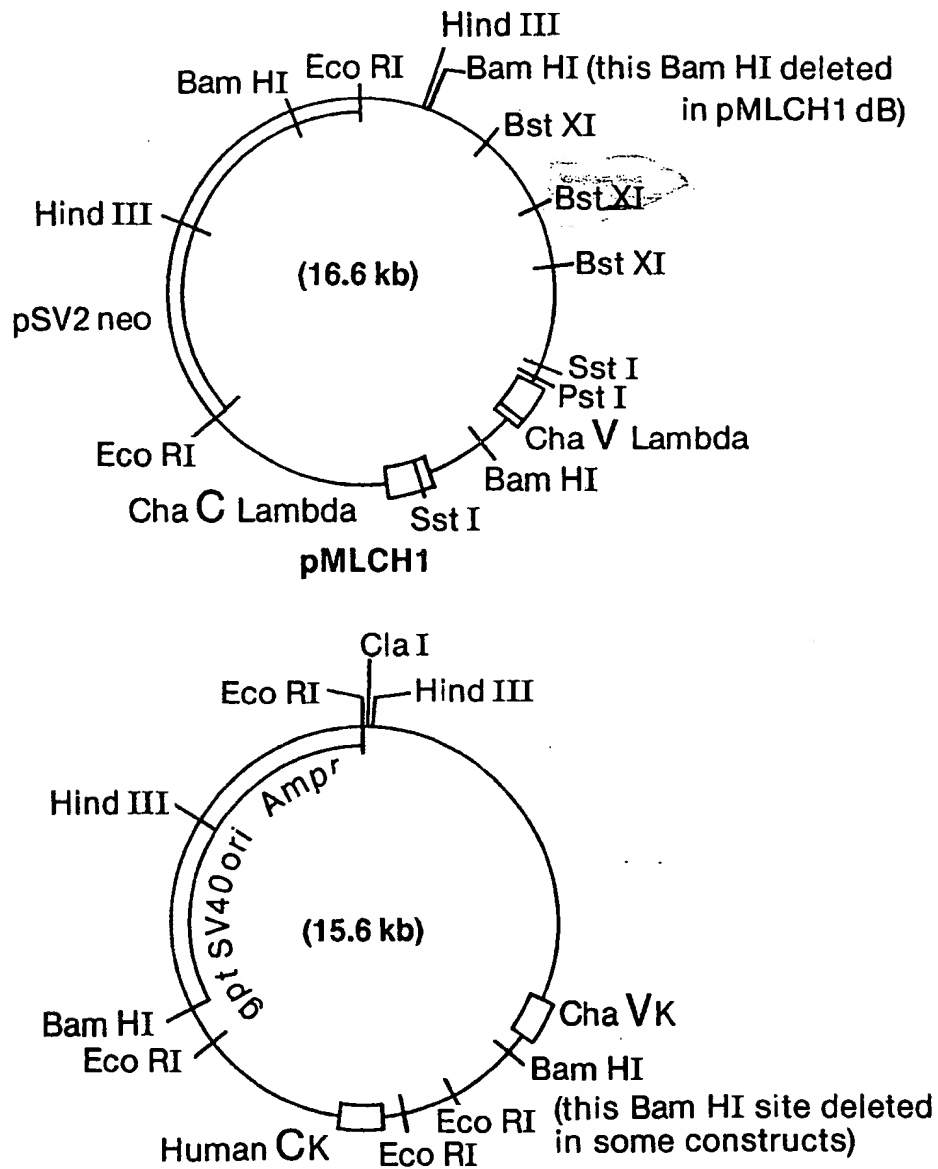 Hind III
Bam HI (this Bam HI deleted
in pMLCH1 dB)
Eco RI
Bam HI
Bst XI
Bst XI
Hind III
(16.6 kb)
Bst XI
pSV2 neo
Sst I
Pst I
Cha V Lambda
Eco RI
Bam HI
Cha C Lambda
Sst I
pMLCH1
Cla I
Eco RI
Hind III
Hind III
gpt SV40 ori Ampr
(15.6 kb)
Cha VK
Bam HI
Eco RI
Bam HI
(this Bam HI site deleted
in some constructs)
Eco RI
Eco RI
Human CK